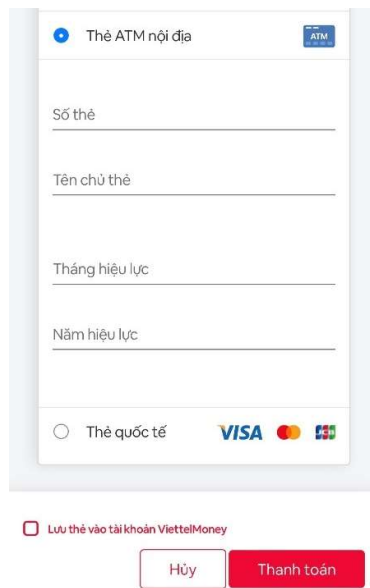 Thẻ ATM nội địa
ATM
Số thẻ
Tên chủ thẻ
Tháng hiệu lực
Năm hiệu lực
Thẻ quốc tế VISA JCB
Lưu thẻ vào tài khoản ViettelMoney
Hủy Thanh toán